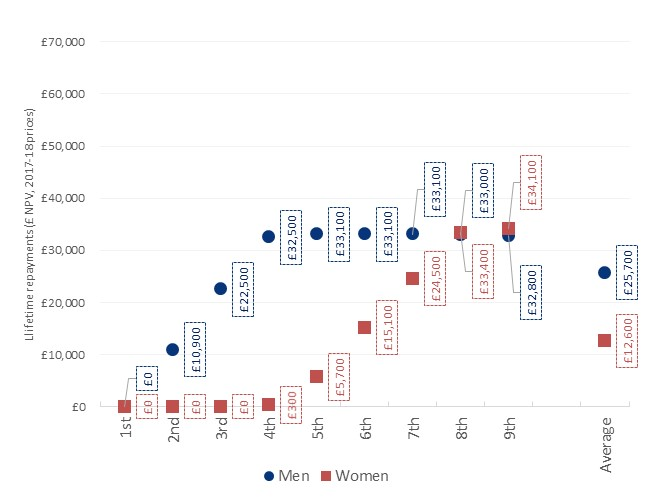 £70,000
£60,000
£50,000
£40,000
£30,000
£20,000
£10,000
£0
Llifetime repayments (£ NPV, 2017-18 prices)
£0
£10,900
£22,500
£32,500
£33,100
£33,100
£33,100
£33,000
£32,800
£25,700
£0
£0
£0
£300
£5,700
£15,100
£24,500
£33,400
£34,100
£12,600
1st
2nd
3rd
4th
5th
6th
7th
8th
9th
Average
Men
Women